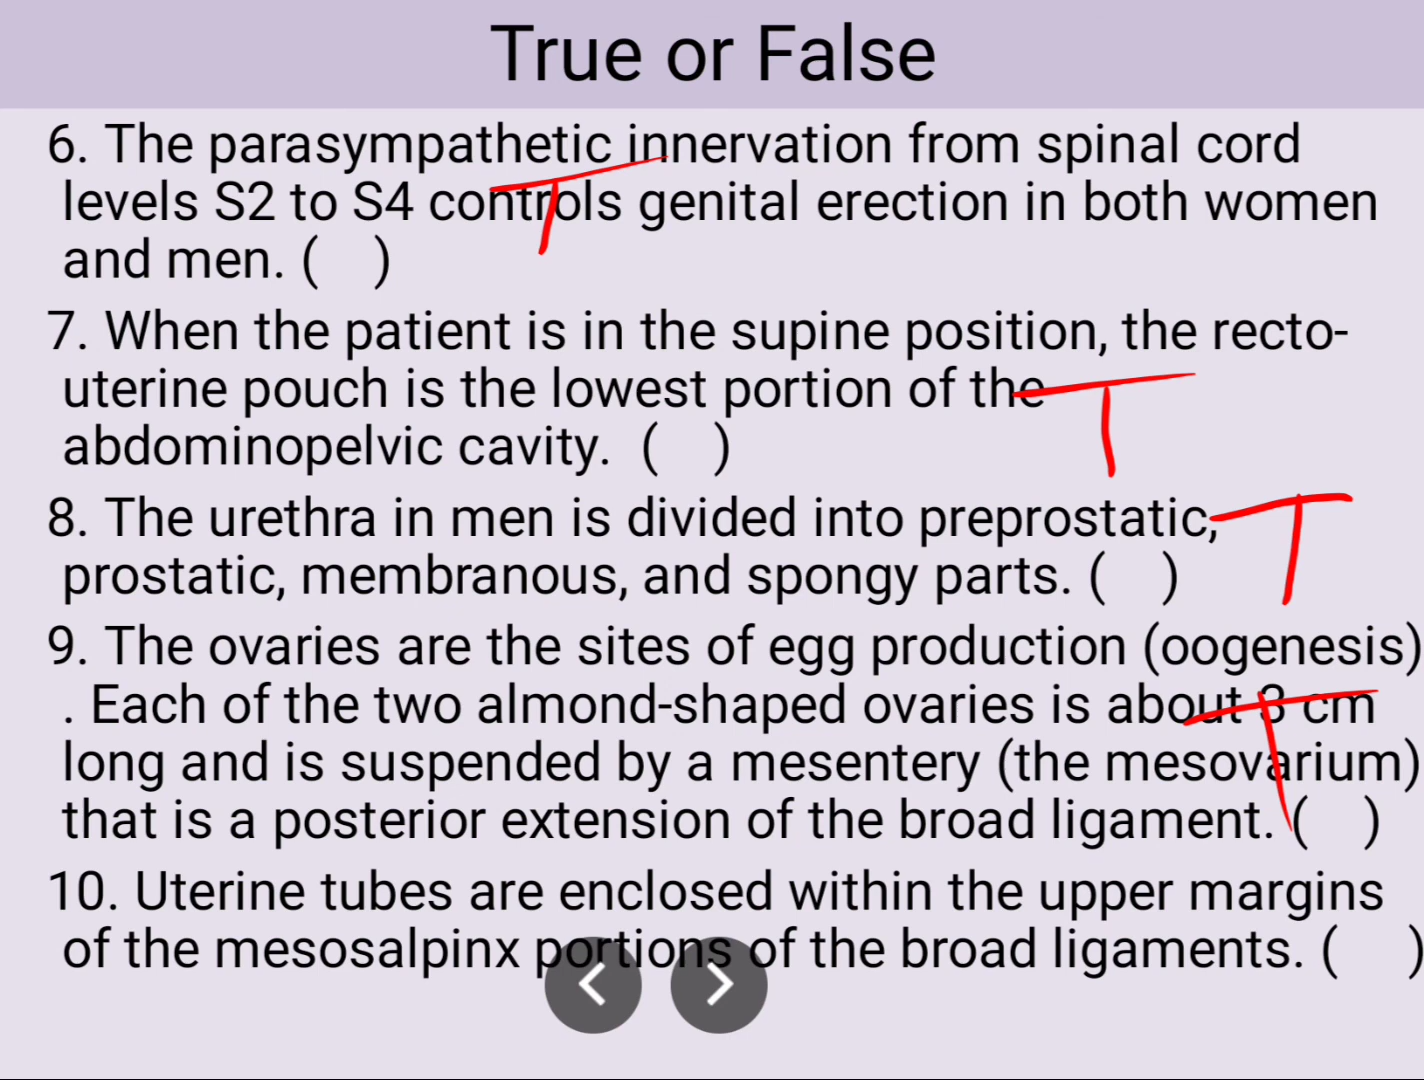 True or False
6. The parasympathetic innervation from spinal cord
levels S2 to S4 controls genital erection in both women
and men. ( )
T
7. When the patient is in the supine position, the recto-
uterine pouch is the lowest portion of the
abdominopelvic cavity. ( )
T
8. The urethra in men is divided into preprostatic,
prostatic, membranous, and spongy parts. ( )
T
9. The ovaries are the sites of egg production (oogenesis)
. Each of the two almond-shaped ovaries is about 3 cm
long and is suspended by a mesentery (the mesovarium)
that is a posterior extension of the broad ligament. ( )
T
10. Uterine tubes are enclosed within the upper margins
of the mesosalpinx portions of the broad ligaments. ( )